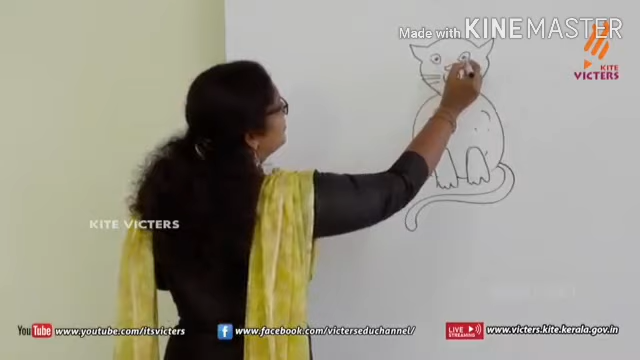 Made with KINEMASTER
KITE
VICTERS
KITE VICTERS
YouTube www.youtube.com/itsvicters
f www.facebook.com/victerseduchannel/
LIVE STREAMING www.victers.kite.kerala.gov.in